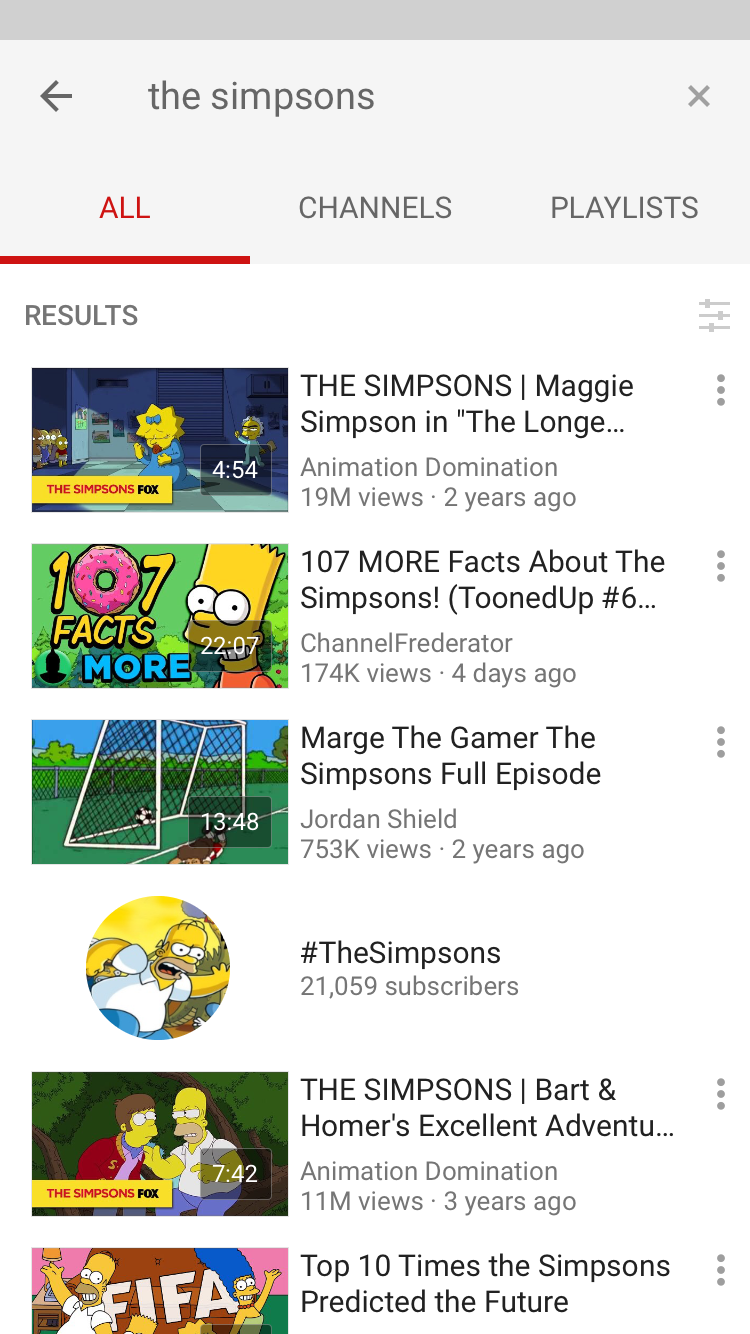 the simpsons
ALL
CHANNELS
PLAYLISTS
RESULTS
THE SIMPSONS | Maggie
Simpson in "The Longe…
Animation Domination
19M views · 2 years ago
4:54
THE SIMPSONS FOX
107 MORE Facts About The
Simpsons! (ToonedUp #6…
ChannelFrederator
174K views · 4 days ago
107
FACTS
MORE
22:07
Marge The Gamer The
Simpsons Full Episode
Jordan Shield
753K views · 2 years ago
13:48
#TheSimpsons
21,059 subscribers
THE SIMPSONS | Bart &
Homer's Excellent Adventu…
Animation Domination
11M views · 3 years ago
7:42
THE SIMPSONS FOX
Top 10 Times the Simpsons
Predicted the Future
FIFA